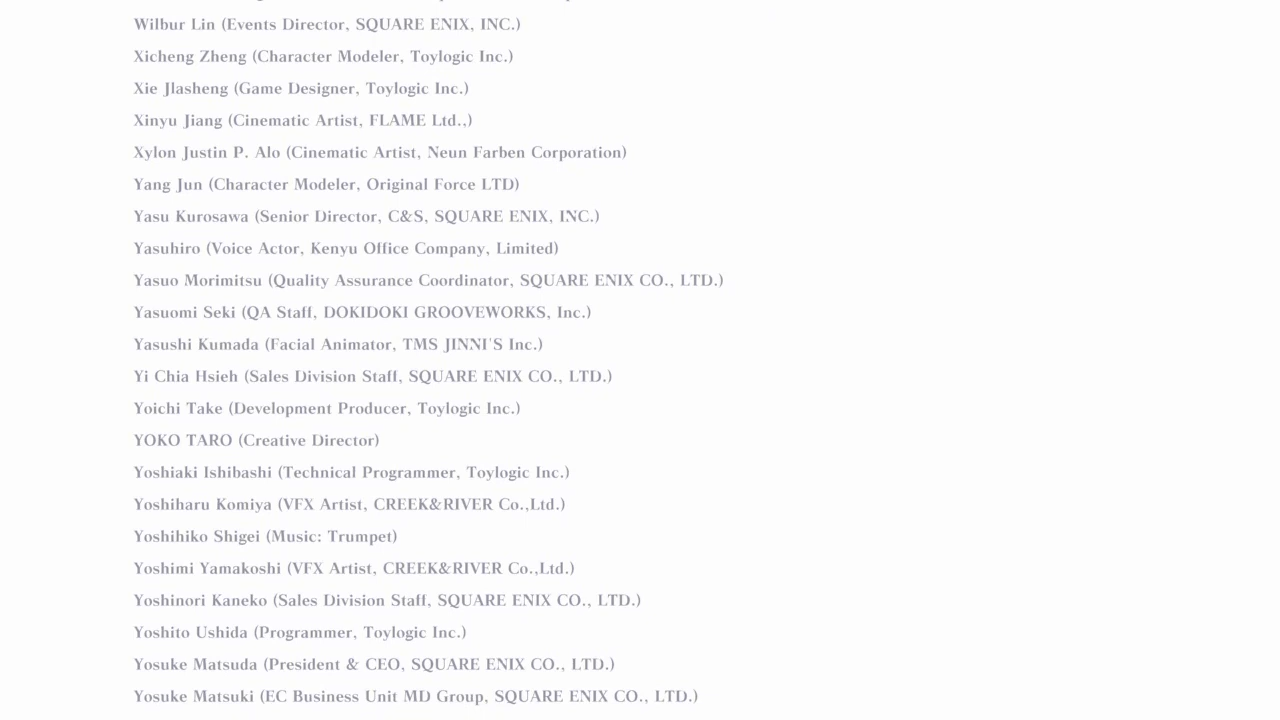 Wilbur Lin (Events Director, SQUARE ENIX, INC.)
Xicheng Zheng (Character Modeler, Toylogic Inc.)
Xie Jlasheng (Game Designer, Toylogic Inc.)
Xinyu Jiang (Cinematic Artist, FLAME Ltd.,)
Xylon Justin P. Alo (Cinematic Artist, Neun Farben Corporation)
Yang Jun (Character Modeler, Original Force LTD)
Yasu Kurosawa (Senior Director, C&S, SQUARE ENIX, INC.)
Yasuhiro (Voice Actor, Kenyu Office Company, Limited)
Yasuo Morimitsu (Quality Assurance Coordinator, SQUARE ENIX CO., LTD.)
Yasuomi Seki (QA Staff, DOKIDOKI GROOVEWORKS, Inc.)
Yasushi Kumada (Facial Animator, TMS JINNI'S Inc.)
Yi Chia Hsieh (Sales Division Staff, SQUARE ENIX CO., LTD.)
Yoichi Take (Development Producer, Toylogic Inc.)
YOKO TARO (Creative Director)
Yoshiaki Ishibashi (Technical Programmer, Toylogic Inc.)
Yoshiharu Komiya (VFX Artist, CREEK&RIVER Co.,Ltd.)
Yoshihiko Shigei (Music: Trumpet)
Yoshimi Yamakoshi (VFX Artist, CREEK&RIVER Co.,Ltd.)
Yoshinori Kaneko (Sales Division Staff, SQUARE ENIX CO., LTD.)
Yoshito Ushida (Programmer, Toylogic Inc.)
Yosuke Matsuda (President & CEO, SQUARE ENIX CO., LTD.)
Yosuke Matsuki (EC Business Unit MD Group, SQUARE ENIX CO., LTD.)